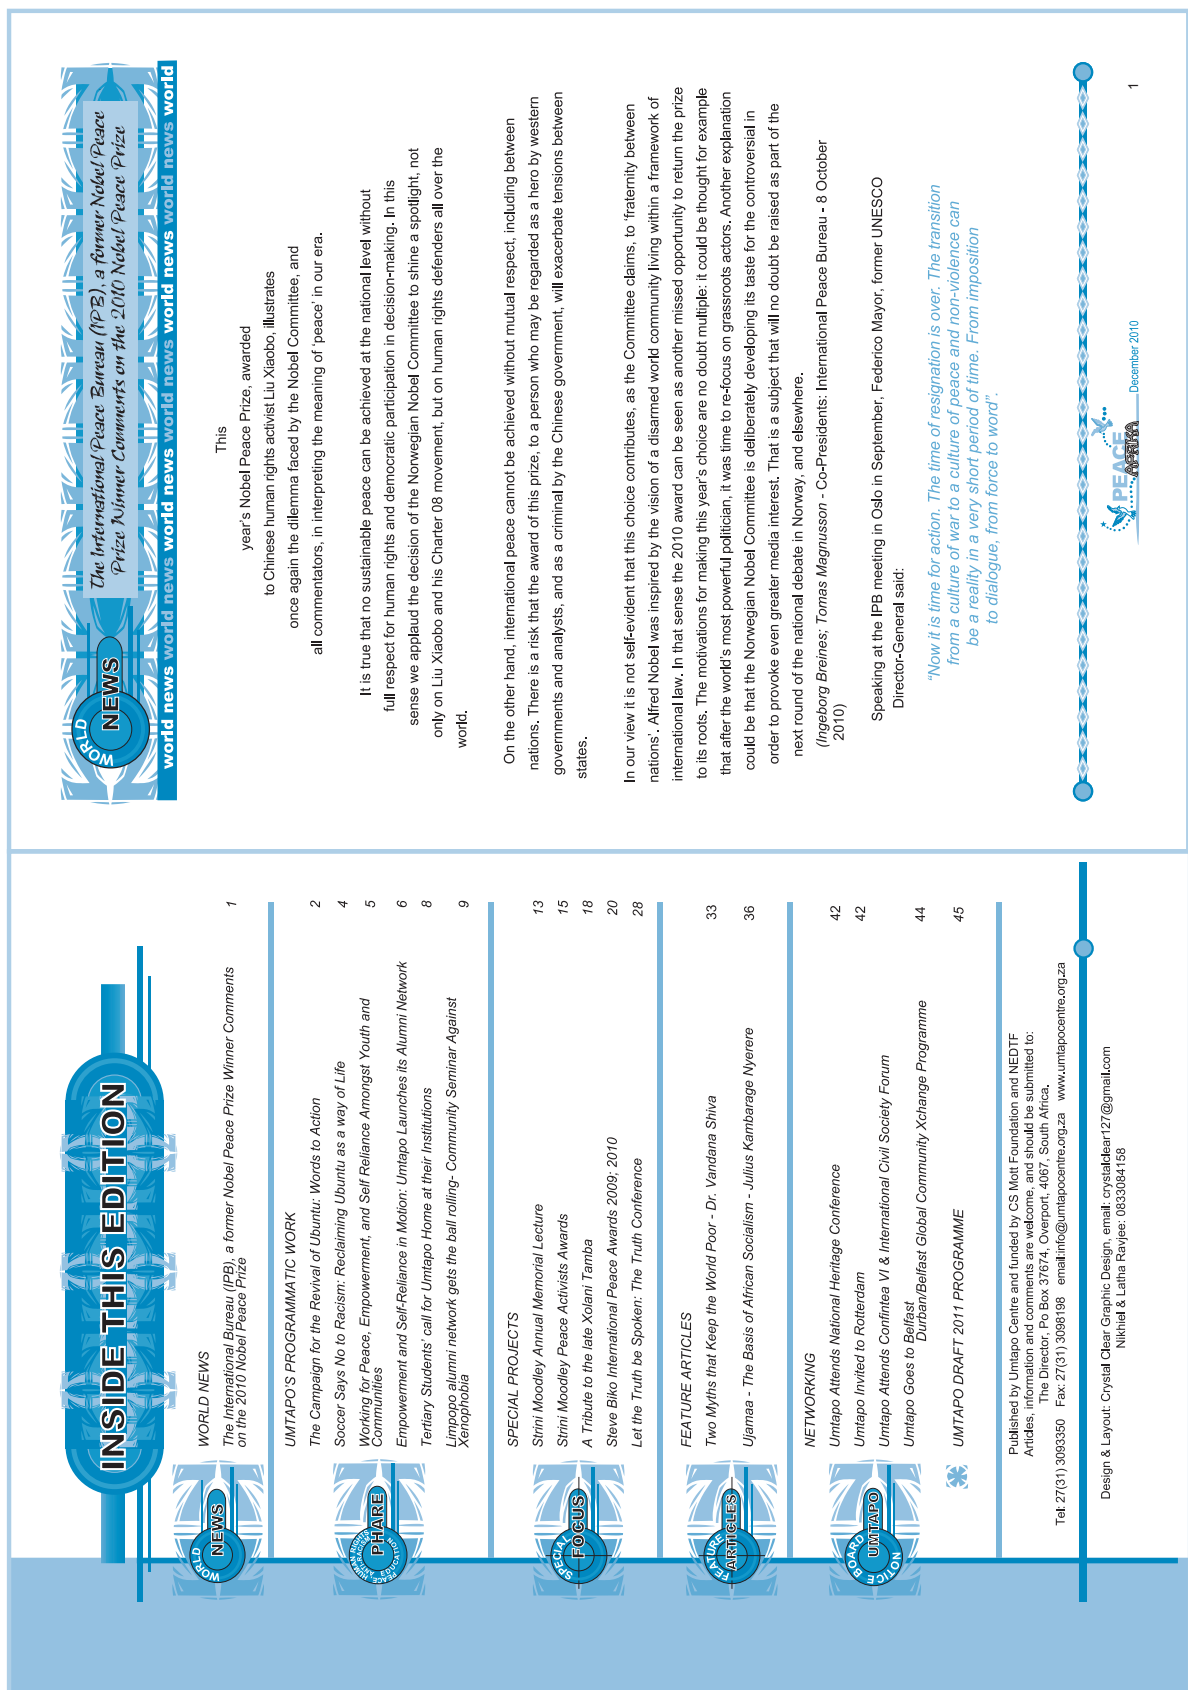 INSIDE THIS EDITION
WORLD
NEWS
WORLD NEWS
The International Bureau (IPB), a former Nobel Peace Prize Winner Comments 1
on the 2010 Nobel Peace Prize
PEACE EDUCATION ANTI-RACISM HUMAN RIGHTS
PHARE
UMTAPO'S PROGRAMMATIC WORK
The Campaign for the Revival of Ubuntu: Words to Action 2
Soccer Says No to Racism: Reclaiming Ubuntu as a way of Life 4
Working for Peace, Empowerment, and Self Reliance Amongst Youth and 5
Communities
Empowerment and Self-Reliance in Motion: Umtapo Launches its Alumni Network 6
Tertiary Students' call for Umtapo Home at their Institutions 8
Limpopo alumni network gets the ball rolling- Community Seminar Against 9
Xenophobia
SPECIAL
FOCUS
SPECIAL PROJECTS
Strini Moodley Annual Memorial Lecture 13
Strini Moodley Peace Activists Awards 15
A Tribute to the late Xolani Tamba 18
Steve Biko International Peace Awards 2009; 2010 20
Let the Truth be Spoken: The Truth Conference 28
FEATURE
ARTICLES
FEATURE ARTICLES
Two Myths that Keep the World Poor - Dr. Vandana Shiva 33
Ujamaa - The Basis of African Socialism - Julius Kambarage Nyerere 36
NOTICE BOARD
UMTAPO
NETWORKING
Umtapo Attends National Heritage Conference 42
Umtapo Invited to Rotterdam 42
Umtapo Attends Confintea VI & International Civil Society Forum
Umtapo Goes to Belfast
Durban/Belfast Global Community Xchange Programme 44
UMTAPO DRAFT 2011 PROGRAMME 45
Published by Umtapo Centre and funded by CS Mott Foundation and NEDTF
Articles, information and comments are welcome, and should be submitted to:
The Director, Po Box 37674, Overport, 4067, South Africa.
Tel: 27(31) 3093350 Fax: 27(31) 3098198 email:info@umtapocentre.org.za www.umtapocentre.org.za
Design & Layout: Crystal Clear Graphic Design, email: crystalclear127@gmail.com
Nikhiel & Latha Ravjee: 0833084158
WORLD
NEWS
The International Peace Bureau (IPB), a former Nobel Peace
Prize Winner Comments on the 2010 Nobel Peace Prize
world news world news world news world news world news world news world news world
This
year's Nobel Peace Prize, awarded
to Chinese human rights activist Liu Xiaobo, illustrates
once again the dilemma faced by the Nobel Committee, and
all commentators, in interpreting the meaning of 'peace' in our era.
It is true that no sustainable peace can be achieved at the national level without
full respect for human rights and democratic participation in decision-making. In this
sense we applaud the decision of the Norwegian Nobel Committee to shine a spotlight, not
only on Liu Xiaobo and his Charter 08 movement, but on human rights defenders all over the
world.
On the other hand, international peace cannot be achieved without mutual respect, including between
nations. There is a risk that the award of this prize, to a person who may be regarded as a hero by western
governments and analysts, and as a criminal by the Chinese government, will exacerbate tensions between
states.
In our view it is not self-evident that this choice contributes, as the Committee claims, to 'fraternity between
nations'. Alfred Nobel was inspired by the vision of a disarmed world community living within a framework of
international law. In that sense the 2010 award can be seen as another missed opportunity to return the prize
to its roots. The motivations for making this year's choice are no doubt multiple: it could be thought for example
that after the world's most powerful politician, it was time to re-focus on grassroots actors. Another explanation
could be that the Norwegian Nobel Committee is deliberately developing its taste for the controversial in
order to provoke even greater media interest. That is a subject that will no doubt be raised as part of the
next round of the national debate in Norway, and elsewhere.
(Ingeborg Breines; Tomas Magnusson - Co-Presidents: International Peace Bureau - 8 October
2010)
Speaking at the IPB meeting in Oslo in September, Federico Mayor, former UNESCO
Director-General said:
"Now it is time for action. The time of resignation is over. The transition
from a culture of war to a culture of peace and non-violence can
be a reality in a very short period of time. From imposition
to dialogue, from force to word".
PEACE
AFRIKA
December 2010
1